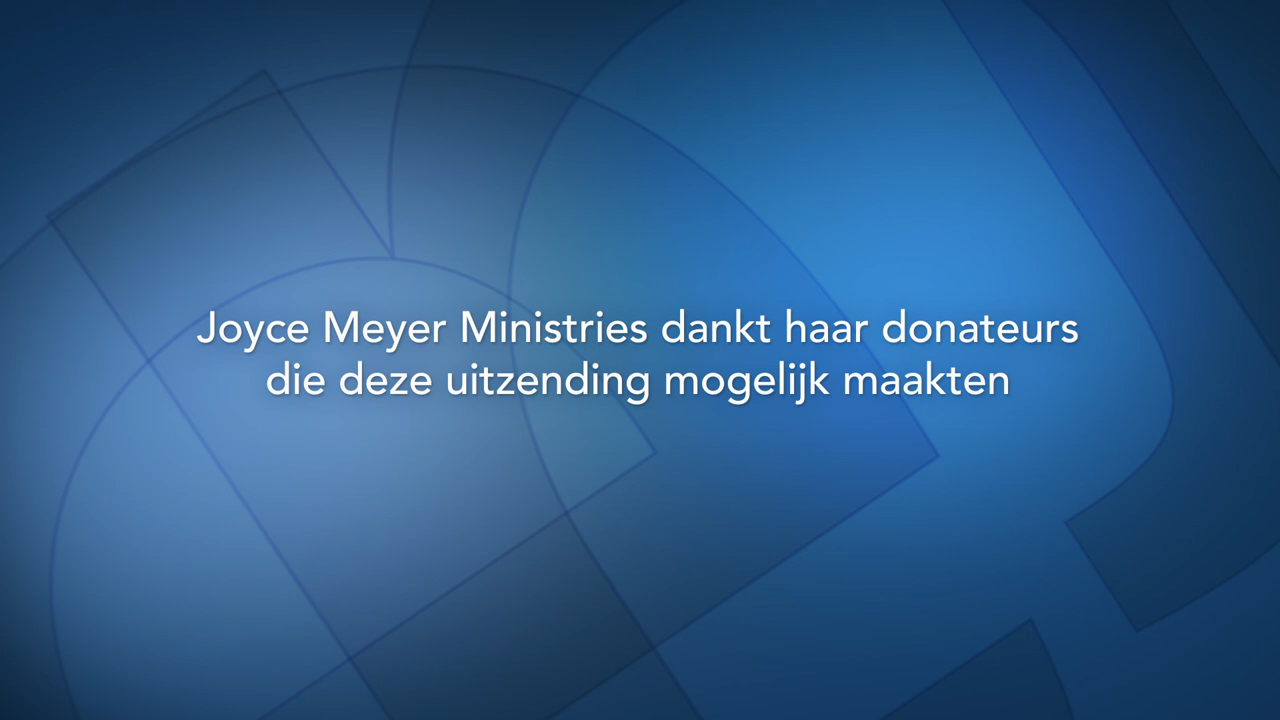 Joyce Meyer Ministries dankt haar donateurs
die deze uitzending mogelijk maakten